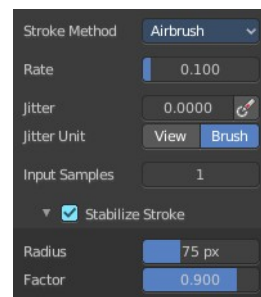 Stroke Method Airbrush
Rate 0.100
Jitter 0.0000
Jitter Unit View Brush
Input Samples 1
Stabilize Stroke
Radius 75 px
Factor 0.900